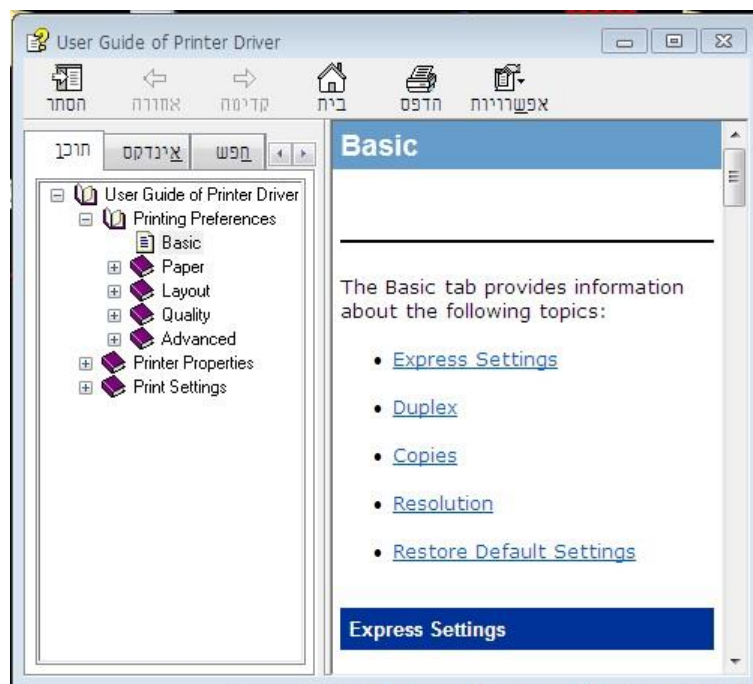 User Guide of Printer Driver
הסתר
אחורה
קדימה
בית
הדפס
אפשרויות
תוכן
אינדקס
חפש
User Guide of Printer Driver
Printing Preferences
Basic
Paper
Layout
Quality
Advanced
Printer Properties
Print Settings
Basic
The Basic tab provides information
about the following topics:
• Express Settings
• Duplex
• Copies
• Resolution
• Restore Default Settings
Express Settings